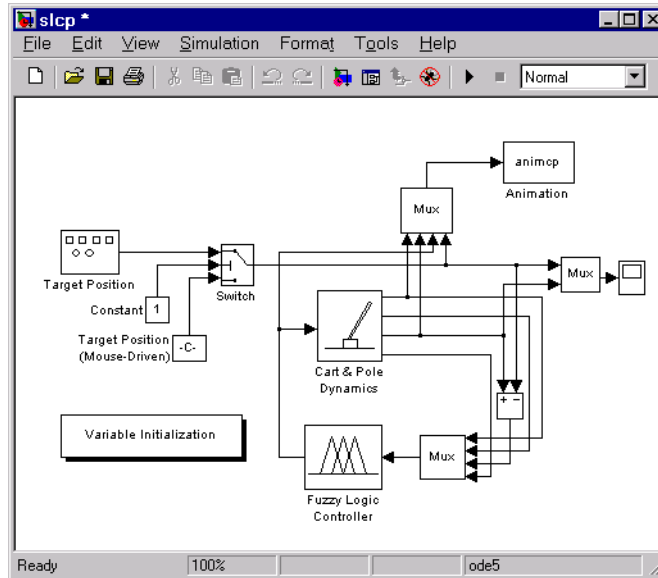 slcp *
File Edit View Simulation Format Tools Help
Normal
animcp
Animation
Mux
Target Position
Switch
Mux
Constant
1
Target Position
(Mouse-Driven)
-C-
Cart & Pole
Dynamics
+ -
Variable Initialization
Mux
Fuzzy Logic
Controller
Ready 100% ode5